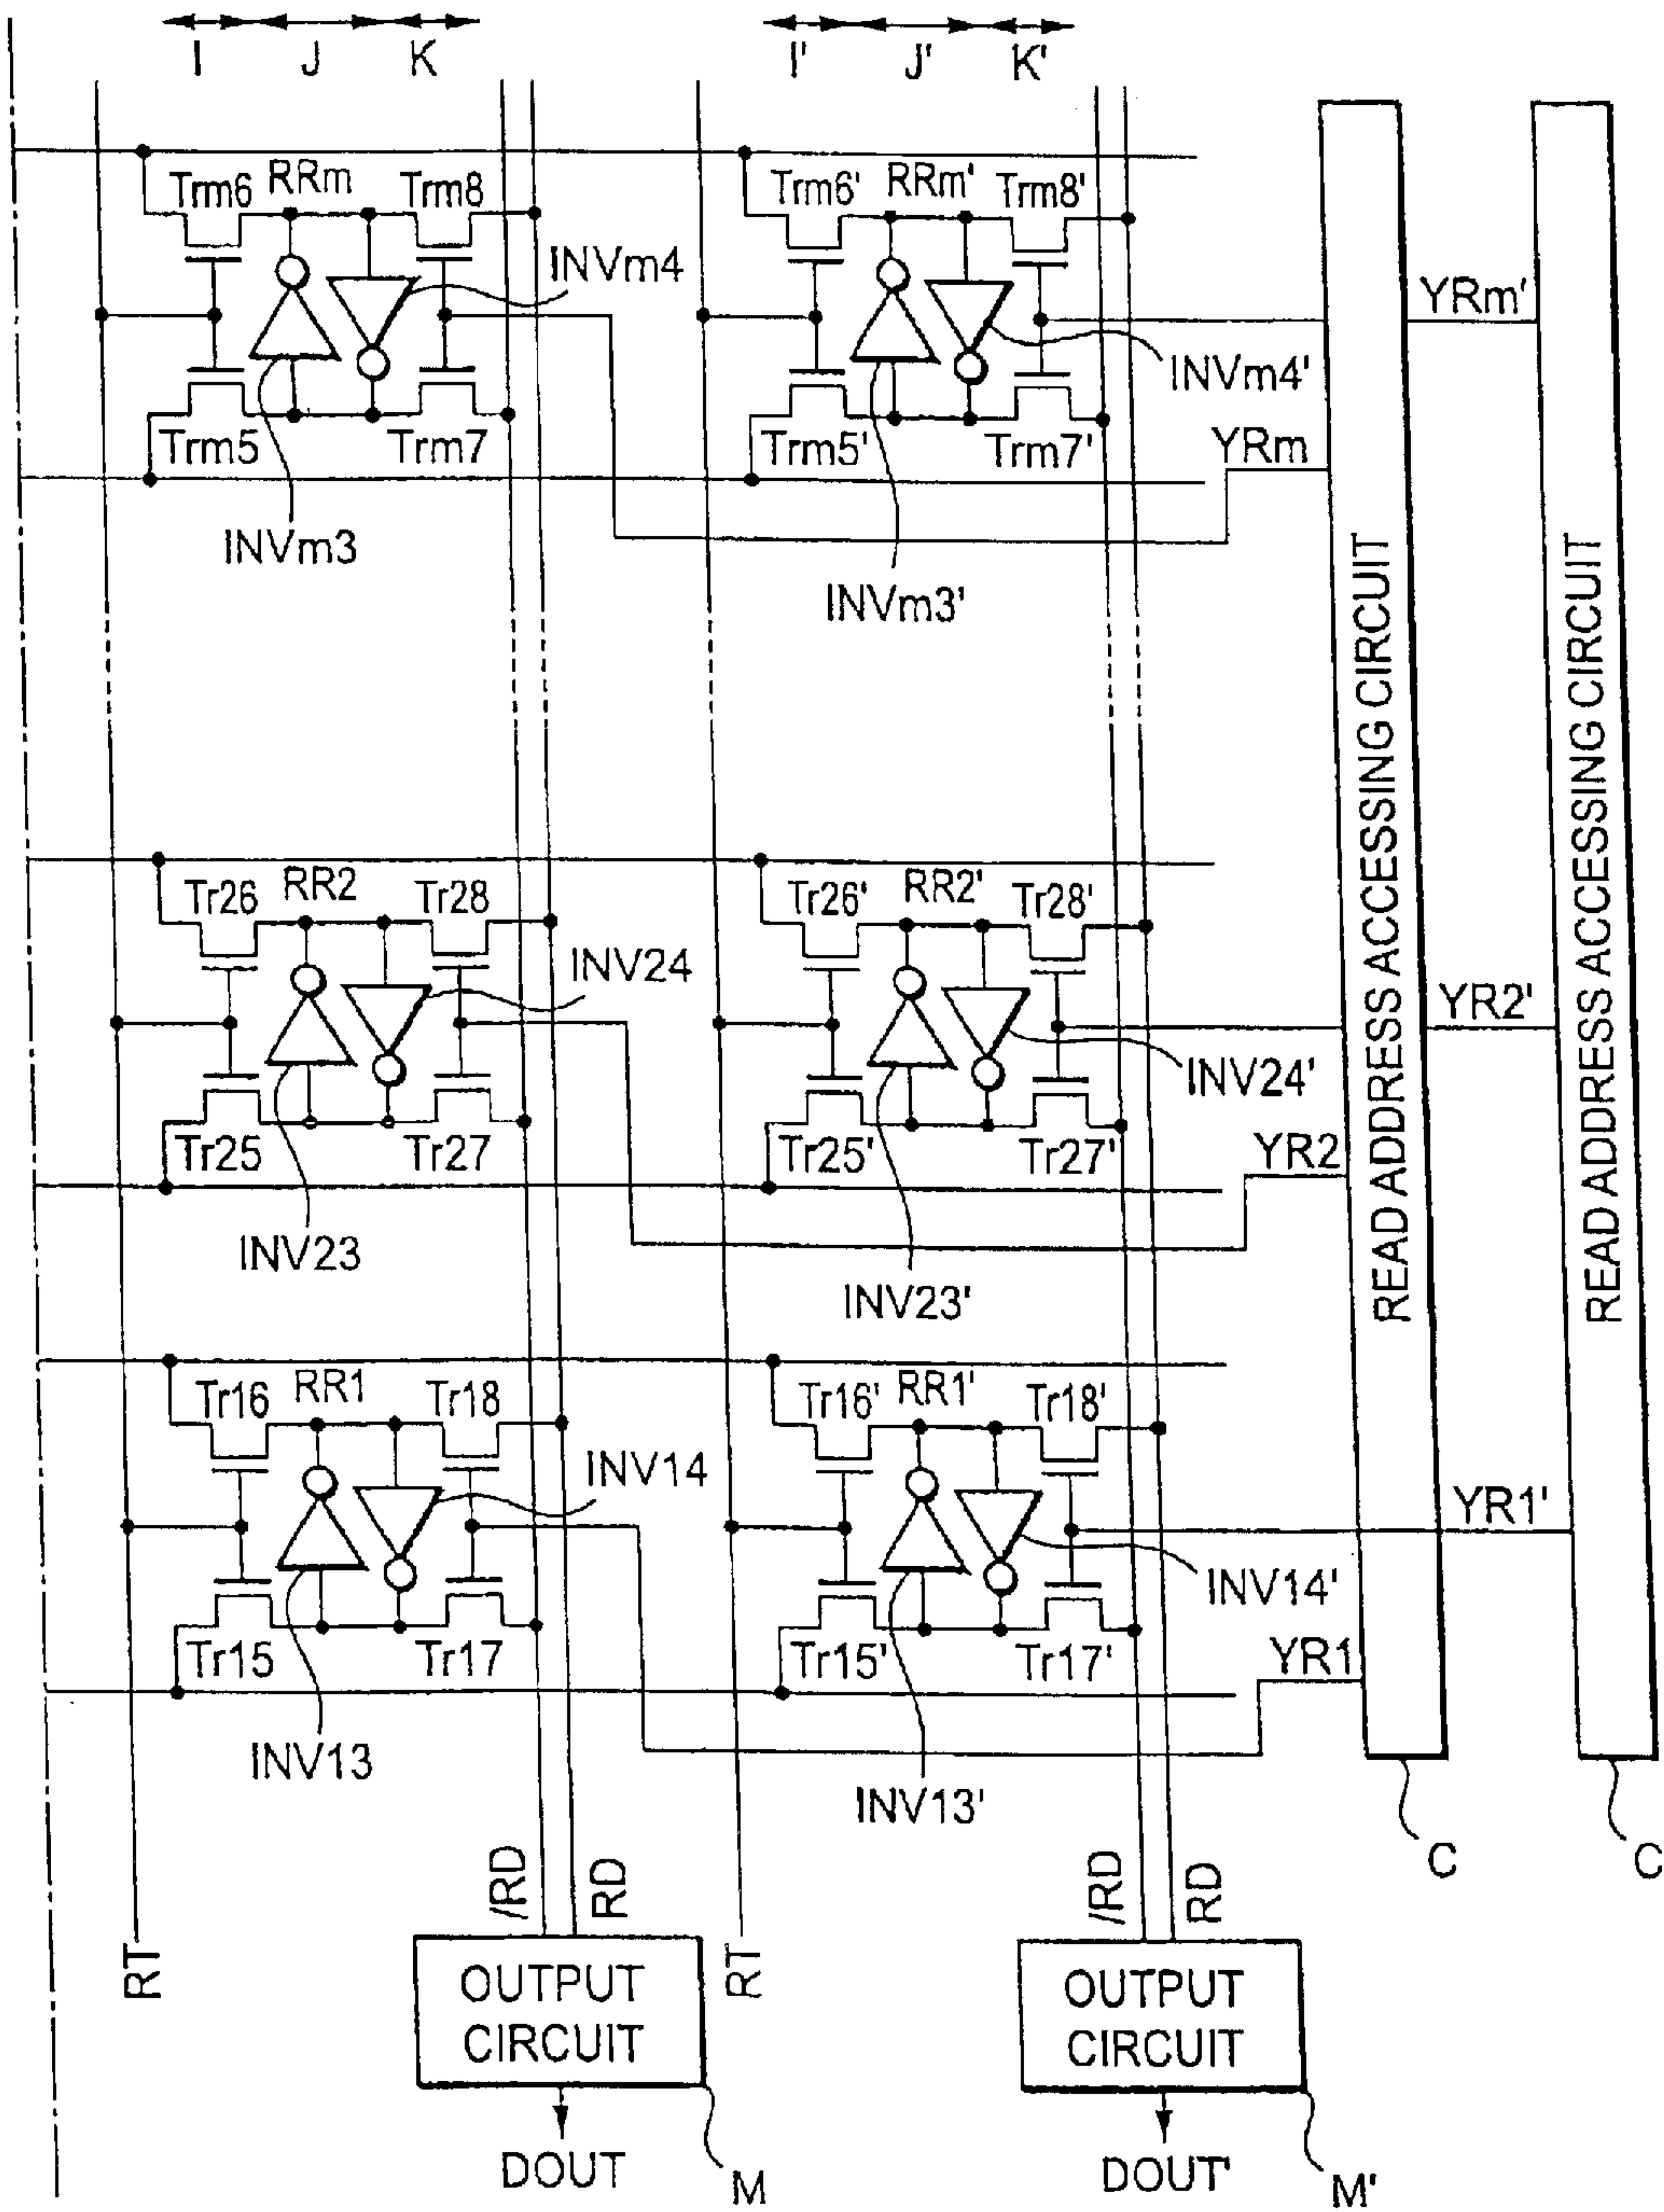 I J K I' J' K'
Trm6 RRm Trm8 Trm6' RRm' Trm8'
INVm4 YRm'
INVm4'
Trm5 Trm7 Trm5' Trm7' YRm
INVm3
INVm3'
READ ADDRESS ACCESSING CIRCUIT
READ ADDRESS ACCESSING CIRCUIT
Tr26 RR2 Tr28 Tr26' RR2' Tr28'
INV24 YR2'
INV24'
Tr25 Tr27 Tr25' Tr27' YR2
INV23
INV23'
Tr16 RR1 Tr18 Tr16' RR1' Tr18'
INV14 YR1'
INV14'
Tr15 Tr17 Tr15' Tr17' YR1
INV13
INV13'
C C
/RD RD /RD RD
RT RT
OUTPUT CIRCUIT
OUTPUT CIRCUIT
DOUT M DOUT' M'